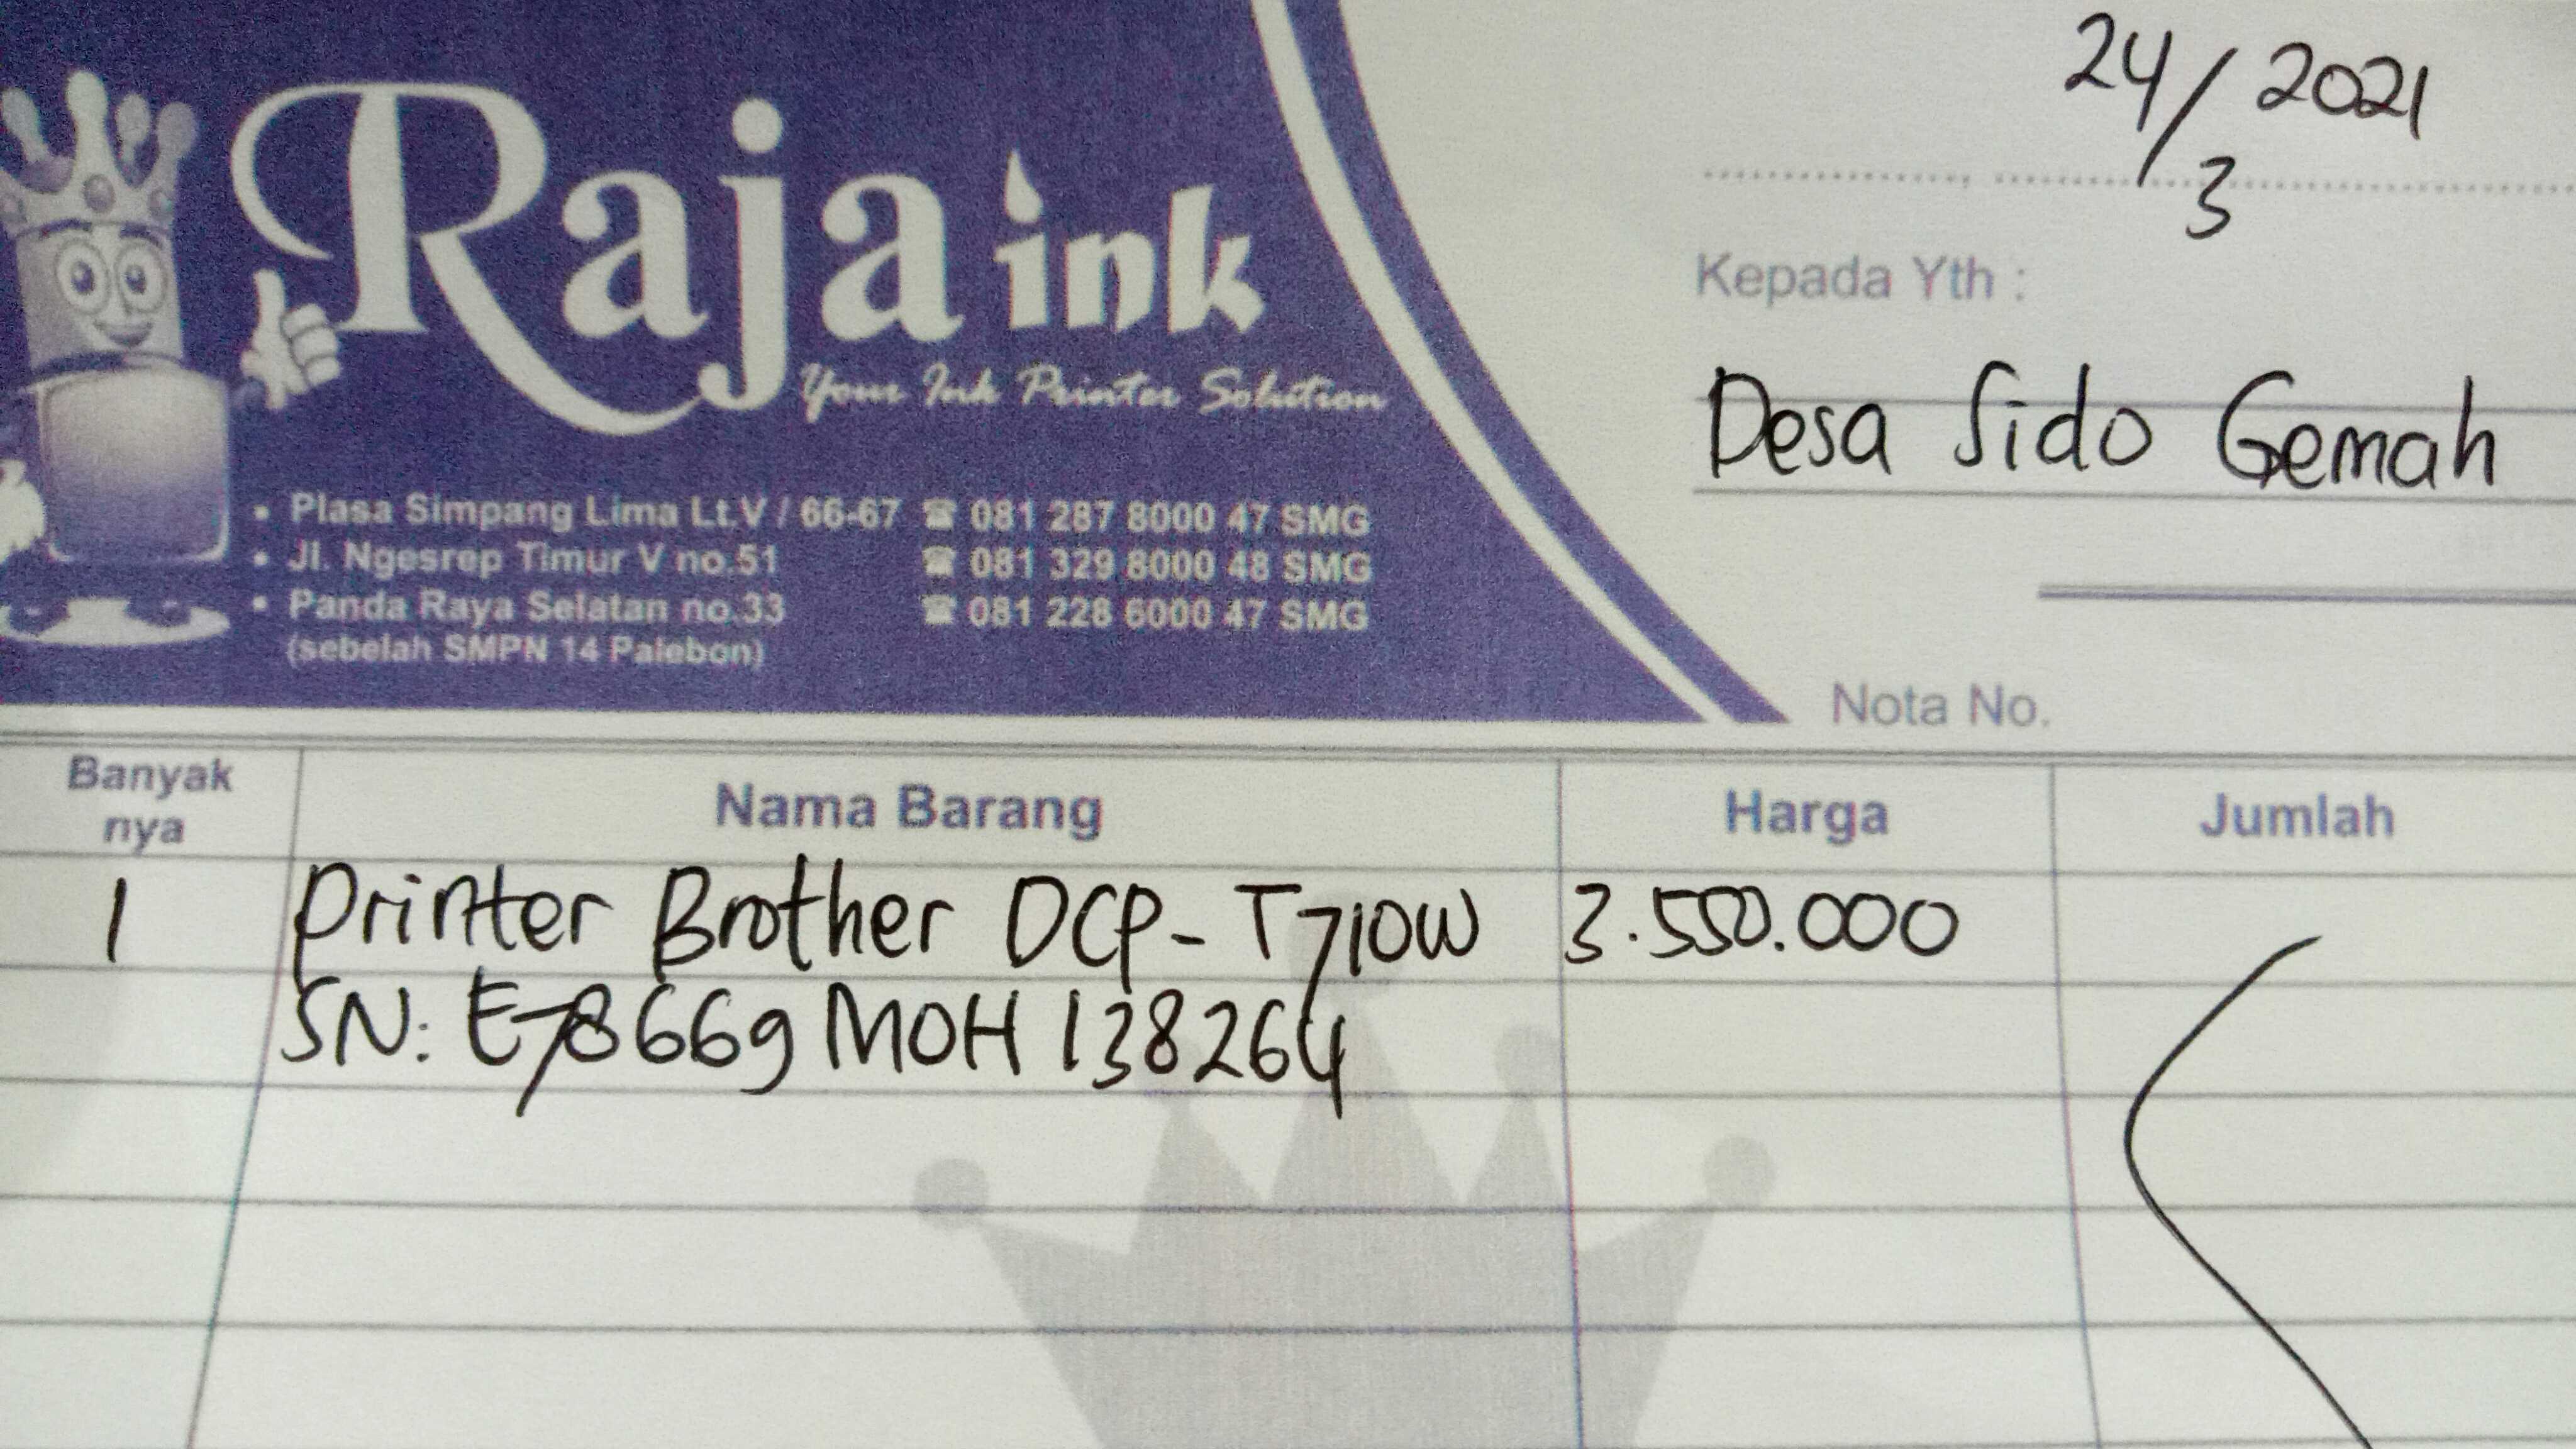 Raja ink
Your Ink Printer Solution
• Plasa Simpang Lima Lt.V / 66-67 ☎ 081 287 8000 47 SMG
• Jl. Ngesrep Timur V no.51 ☎ 081 329 8000 48 SMG
• Panda Raya Selatan no.33 ☎ 081 228 6000 47 SMG
(sebelah SMPN 14 Palebon)
24/3 2021
Kepada Yth :
Desa Sido Gemah
Nota No.
Banyak nya Nama Barang Harga Jumlah
1 Printer Brother DCP-T710W 3.550.000
SN: E78669MOH138264